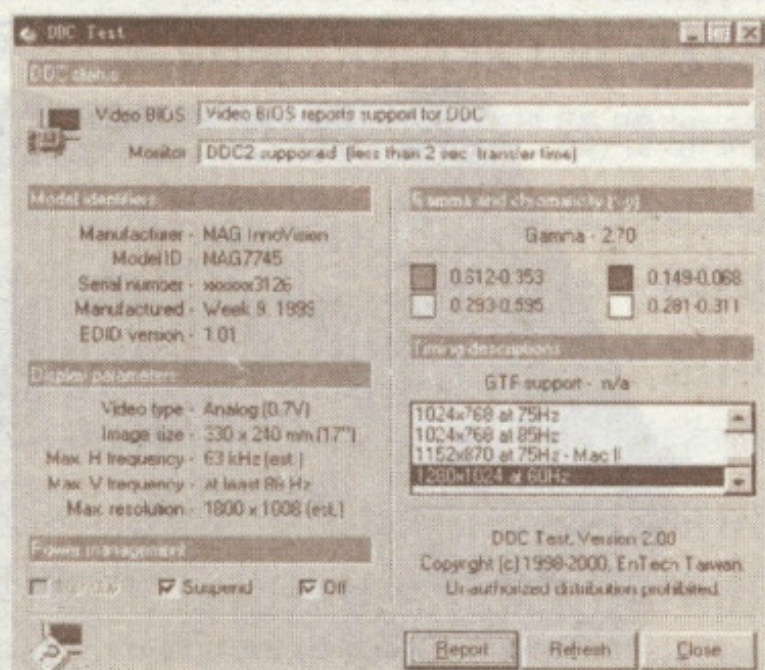 DDC Test
DDC status
Video BIOS Video BIOS reports support for DDC
Monitor DDC2 supported (less than 2 sec. transfer time)
Model identifiers
Manufacturer - MAG InnoVision
Model ID - MAG7745
Serial number - xxxxxx3126
Manufactured - Week 9, 1999
EDID version - 1.01
Display parameters
Video type - Analog (0.7V)
Image size - 330 x 240 mm (17")
Max. H frequency - 63 kHz (est.)
Max. V frequency - at least 86 Hz
Max. resolution - 1800 x 1008 (est.)
Power management
Suspend
Off
Gamma and chromaticity (x-y)
Gamma - 2.70
0.612-0.353
0.149-0.068
0.293-0.595
0.281-0.311
Timing descriptions
GTF support - n/a
1024x768 at 75Hz
1024x768 at 85Hz
1152x870 at 75Hz - Mac II
1280x1024 at 60Hz
DDC Test, Version 2.00
Copyright (c) 1998-2000, EnTech Taiwan.
Unauthorized distribution prohibited.
Report
Refresh
Close